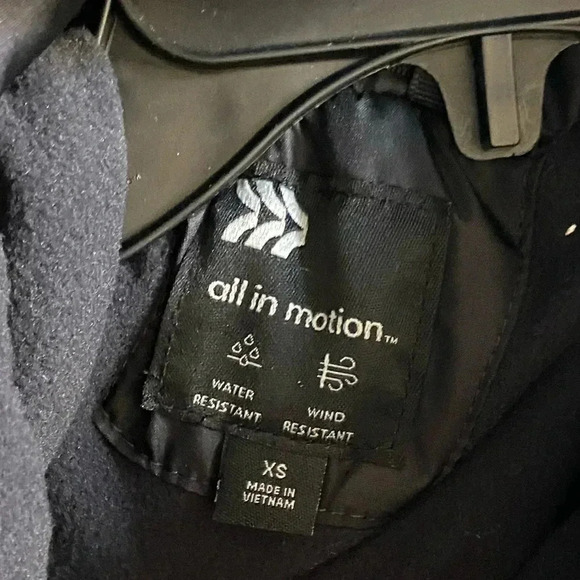 all in motion™
WATER
RESISTANT
WIND
RESISTANT
XS
MADE IN
VIETNAM